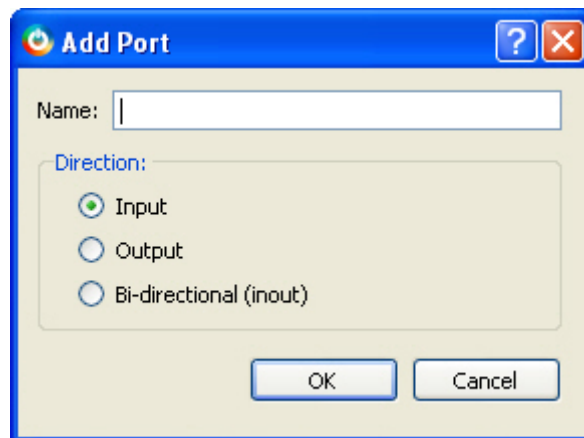 Add Port
?
Name:
Direction:
Input
Output
Bi-directional (inout)
OK Cancel